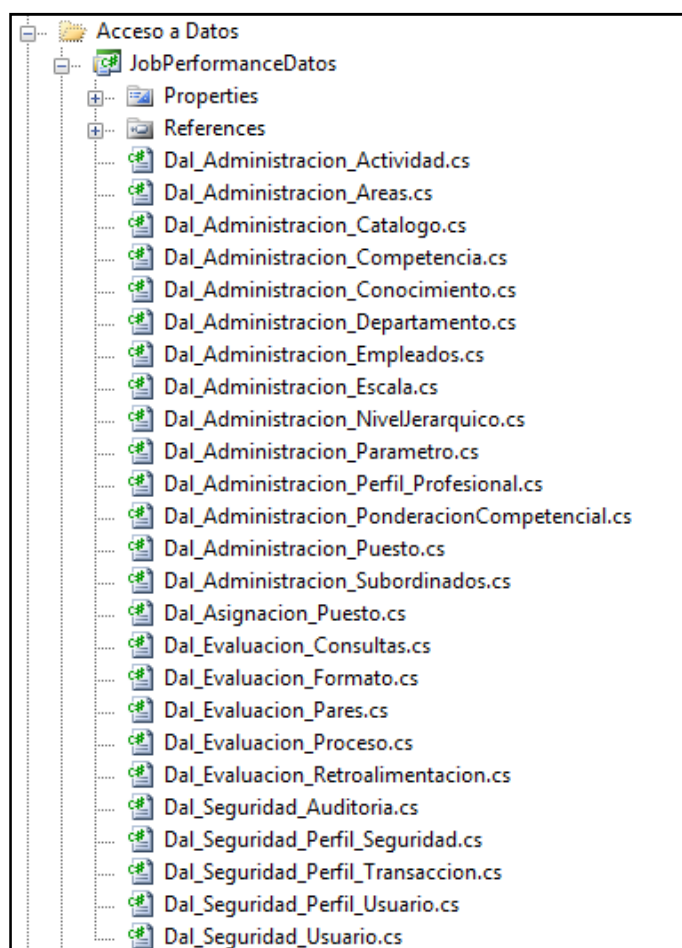 Acceso a Datos
JobPerformanceDatos
Properties
References
Dal_Administracion_Actividad.cs
Dal_Administracion_Areas.cs
Dal_Administracion_Catalogo.cs
Dal_Administracion_Competencia.cs
Dal_Administracion_Conocimiento.cs
Dal_Administracion_Departamento.cs
Dal_Administracion_Empleados.cs
Dal_Administracion_Escala.cs
Dal_Administracion_NivelJerarquico.cs
Dal_Administracion_Parametro.cs
Dal_Administracion_Perfil_Profesional.cs
Dal_Administracion_PonderacionCompetencial.cs
Dal_Administracion_Puesto.cs
Dal_Administracion_Subordinados.cs
Dal_Asignacion_Puesto.cs
Dal_Evaluacion_Consultas.cs
Dal_Evaluacion_Formato.cs
Dal_Evaluacion_Pares.cs
Dal_Evaluacion_Proceso.cs
Dal_Evaluacion_Retroalimentacion.cs
Dal_Seguridad_Auditoria.cs
Dal_Seguridad_Perfil_Seguridad.cs
Dal_Seguridad_Perfil_Transaccion.cs
Dal_Seguridad_Perfil_Usuario.cs
Dal_Seguridad_Usuario.cs